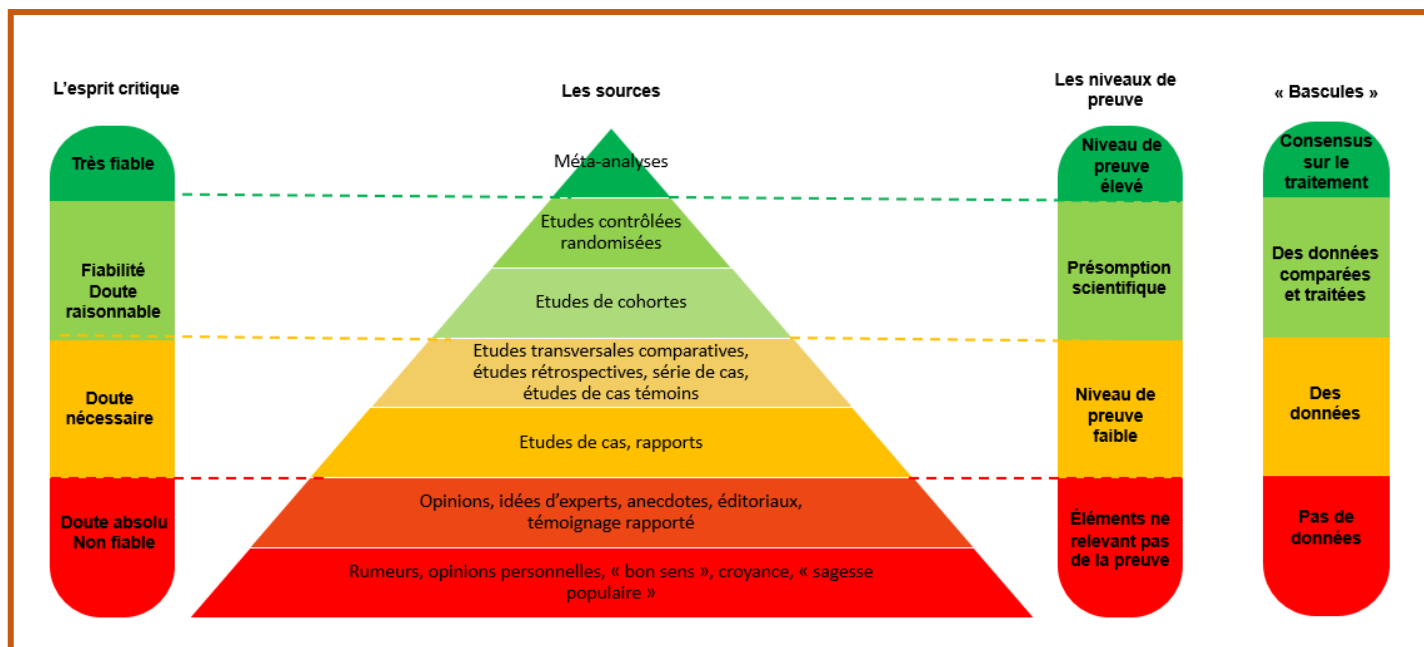 L'esprit critique
Les sources
Les niveaux de
preuve
« Bascules »
Très fiable
Méta-analyses
Niveau de
preuve
élevé
Consensus
sur le
traitement
Fiabilité
Doute
raisonnable
Etudes contrôlées
randomisées
Etudes de cohortes
Présomption
scientifique
Des données
comparées
et traitées
Doute
nécessaire
Etudes transversales comparatives,
études rétrospectives, série de cas,
études de cas témoins
Etudes de cas, rapports
Niveau de
preuve
faible
Des
données
Doute absolu
Non fiable
Opinions, idées d'experts, anecdotes, éditoriaux,
témoignage rapporté
Rumeurs, opinions personnelles, « bon sens », croyance, « sagesse
populaire »
Éléments ne
relevant pas
de la preuve
Pas de
données